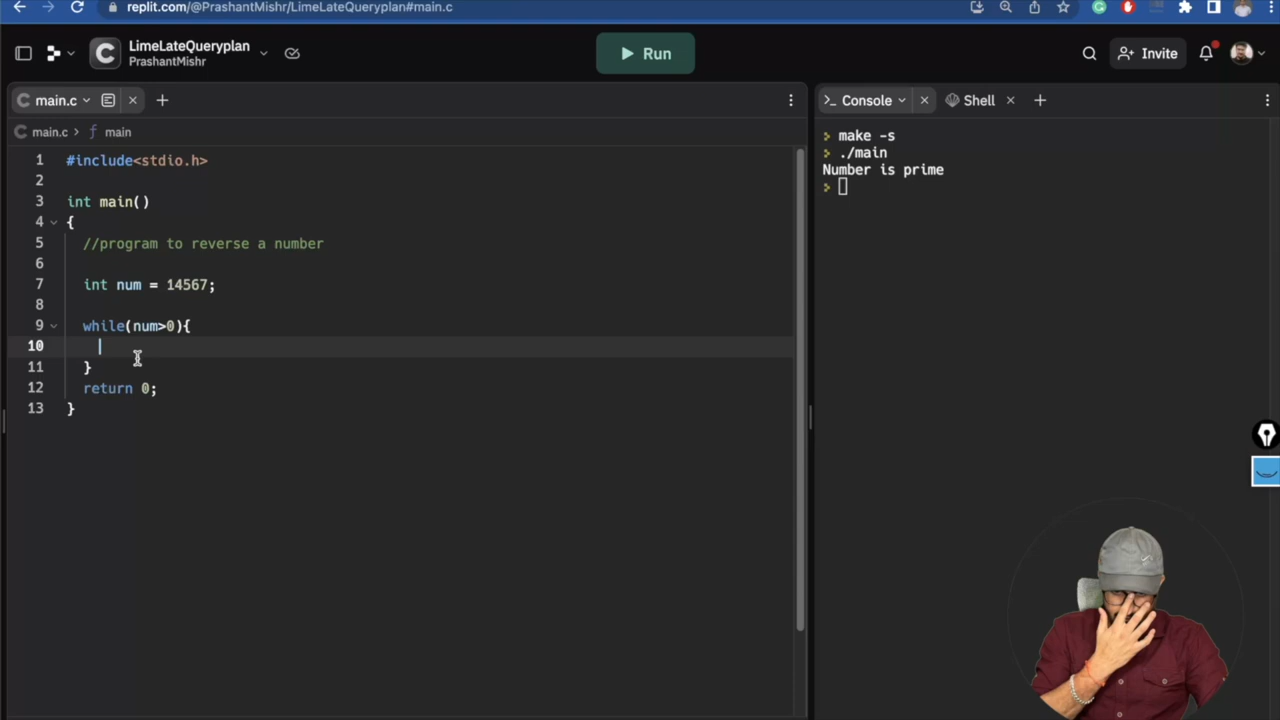 replit.com/@PrashantMishr/LimeLateQueryplan#main.c
LimeLateQueryplan
PrashantMishr
Run
Invite
main.c
Console
Shell
main.c > f main
1 #include<stdio.h>
2
3 int main()
4 {
5 //program to reverse a number
6
7 int num = 14567;
8
9 while(num>0){
10
11 }
12 return 0;
13 }
make -s
./main
Number is prime